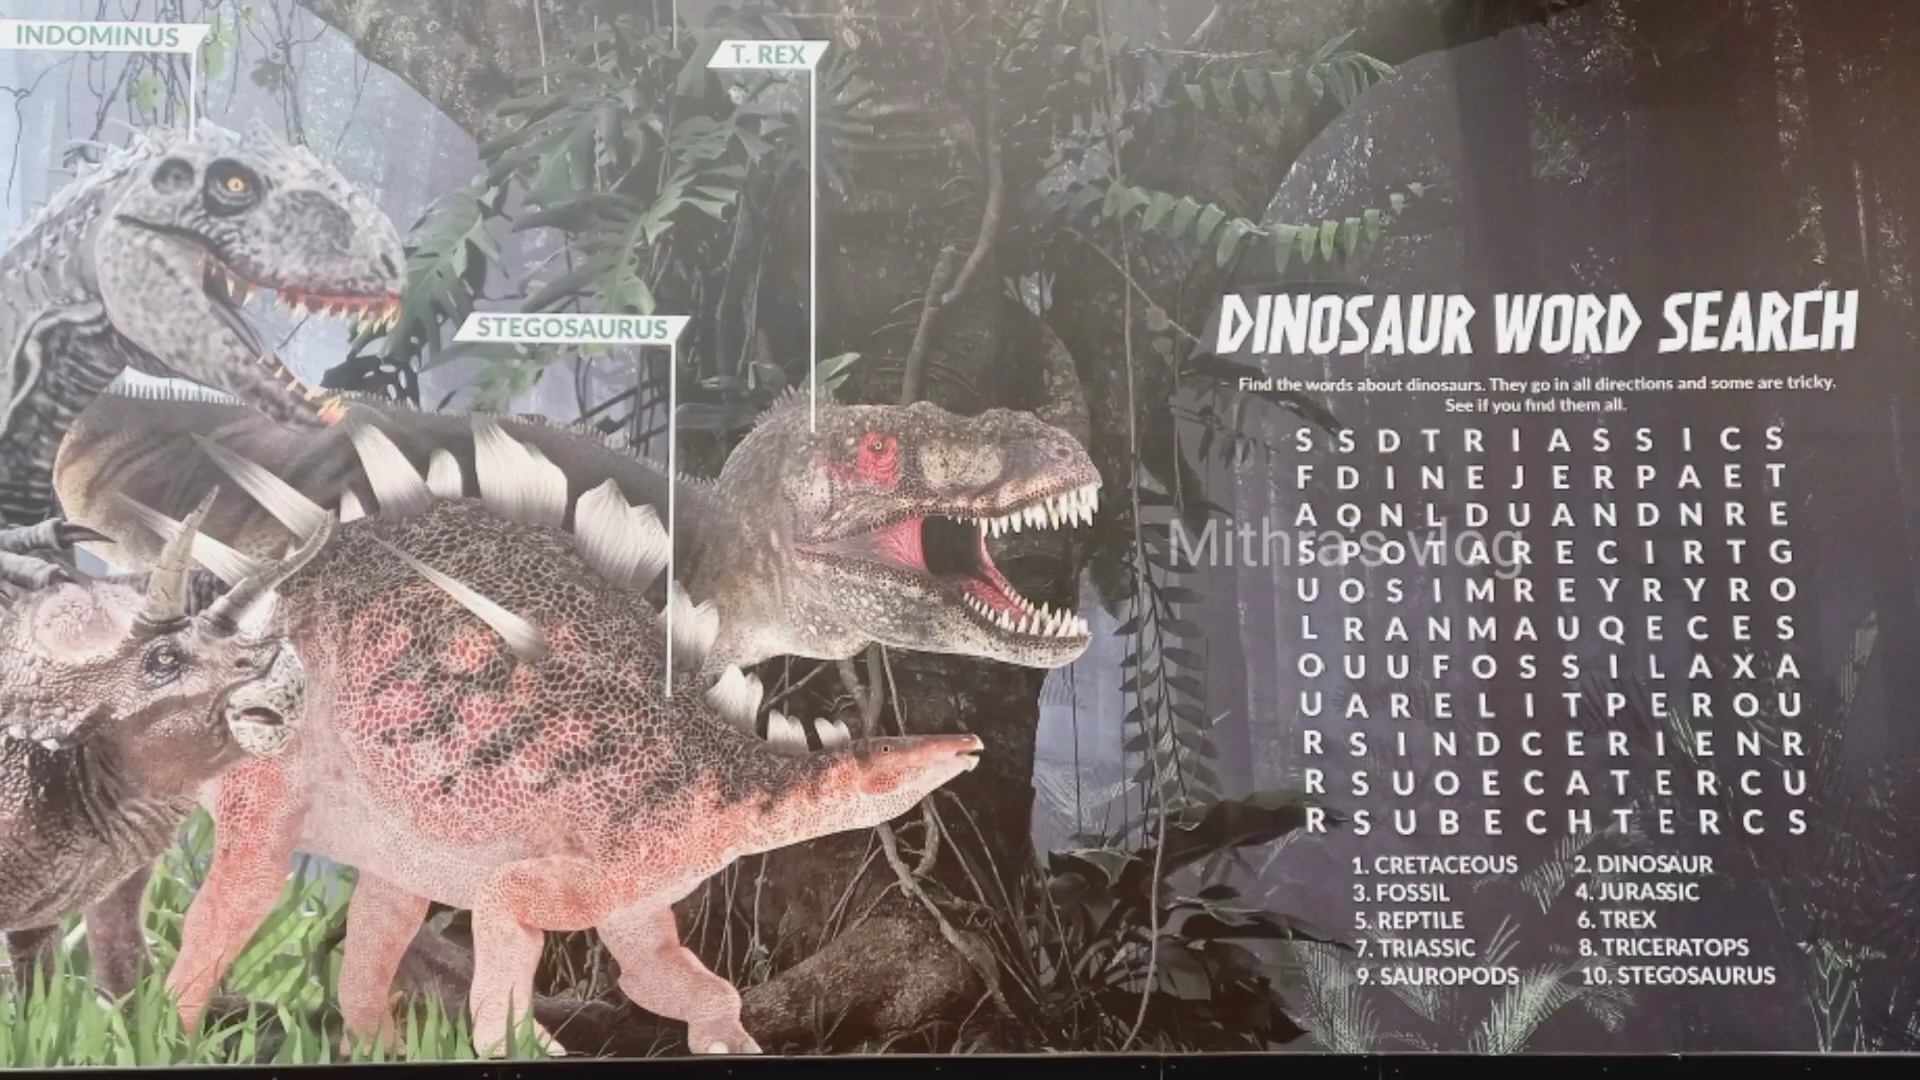 INDOMINUS
T. REX
STEGOSAURUS
DINOSAUR WORD SEARCH
Find the words about dinosaurs. They go in all directions and some are tricky.
See if you find them all.
S S D T R I A S S I C S
F D I N E J E R P A E T
A O N L D U A N D N R E
Mithra's vlog
S P O T A R E C I R T G
U O S I M R E Y R Y R O
L R A N M A U Q E C E S
O U U F O S S I L A X A
U A R E L I T P E R O U
R S I N D C E R I E N R
R S U O E C A T E R C U
R S U B E C H T E R C S
1. CRETACEOUS 2. DINOSAUR
3. FOSSIL 4. JURASSIC
5. REPTILE 6. TREX
7. TRIASSIC 8. TRICERATOPS
9. SAUROPODS 10. STEGOSAURUS